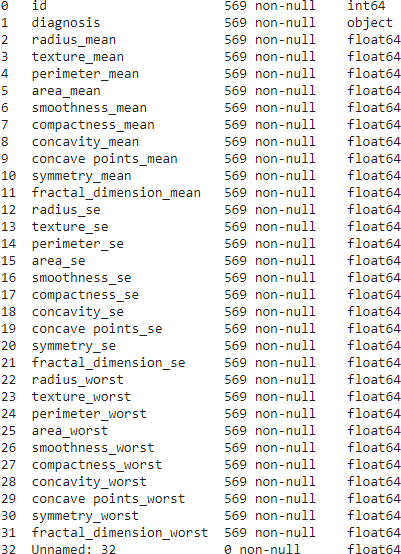 0 id 569 non-null int64
1 diagnosis 569 non-null object
2 radius_mean 569 non-null float64
3 texture_mean 569 non-null float64
4 perimeter_mean 569 non-null float64
5 area_mean 569 non-null float64
6 smoothness_mean 569 non-null float64
7 compactness_mean 569 non-null float64
8 concavity_mean 569 non-null float64
9 concave points_mean 569 non-null float64
10 symmetry_mean 569 non-null float64
11 fractal_dimension_mean 569 non-null float64
12 radius_se 569 non-null float64
13 texture_se 569 non-null float64
14 perimeter_se 569 non-null float64
15 area_se 569 non-null float64
16 smoothness_se 569 non-null float64
17 compactness_se 569 non-null float64
18 concavity_se 569 non-null float64
19 concave points_se 569 non-null float64
20 symmetry_se 569 non-null float64
21 fractal_dimension_se 569 non-null float64
22 radius_worst 569 non-null float64
23 texture_worst 569 non-null float64
24 perimeter_worst 569 non-null float64
25 area_worst 569 non-null float64
26 smoothness_worst 569 non-null float64
27 compactness_worst 569 non-null float64
28 concavity_worst 569 non-null float64
29 concave points_worst 569 non-null float64
30 symmetry_worst 569 non-null float64
31 fractal_dimension_worst 569 non-null float64
32 Unnamed: 32 0 non-null float64